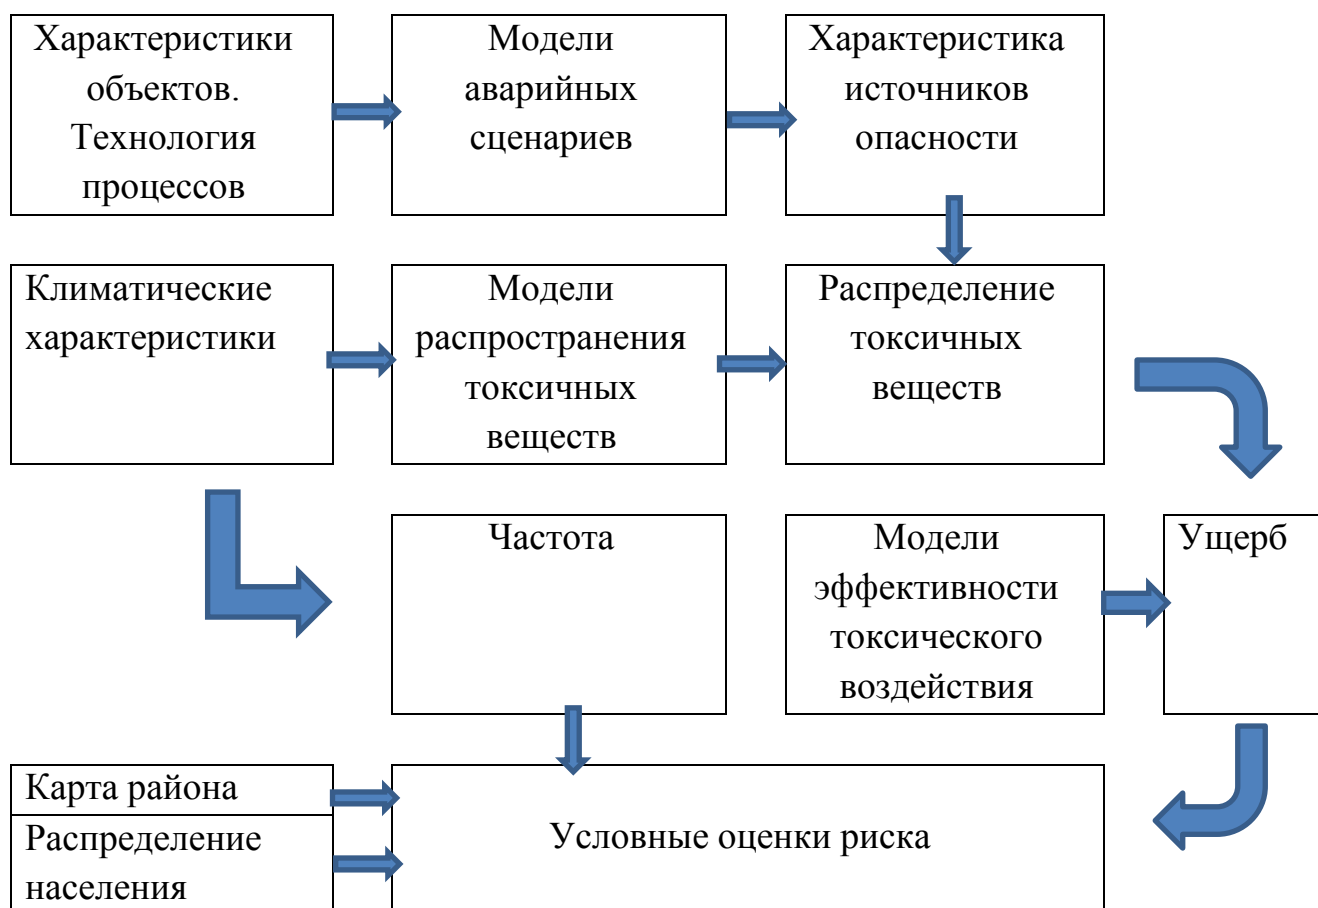 Характеристики
объектов.
Технология
процессов
Модели
аварийных
сценариев
Характеристика
источников
опасности
Климатические
характеристики
Модели
распространения
токсичных
веществ
Распределение
токсичных
веществ
Частота
Модели
эффективности
токсического
воздействия
Ущерб
Карта района
Распределение
населения
Условные оценки риска